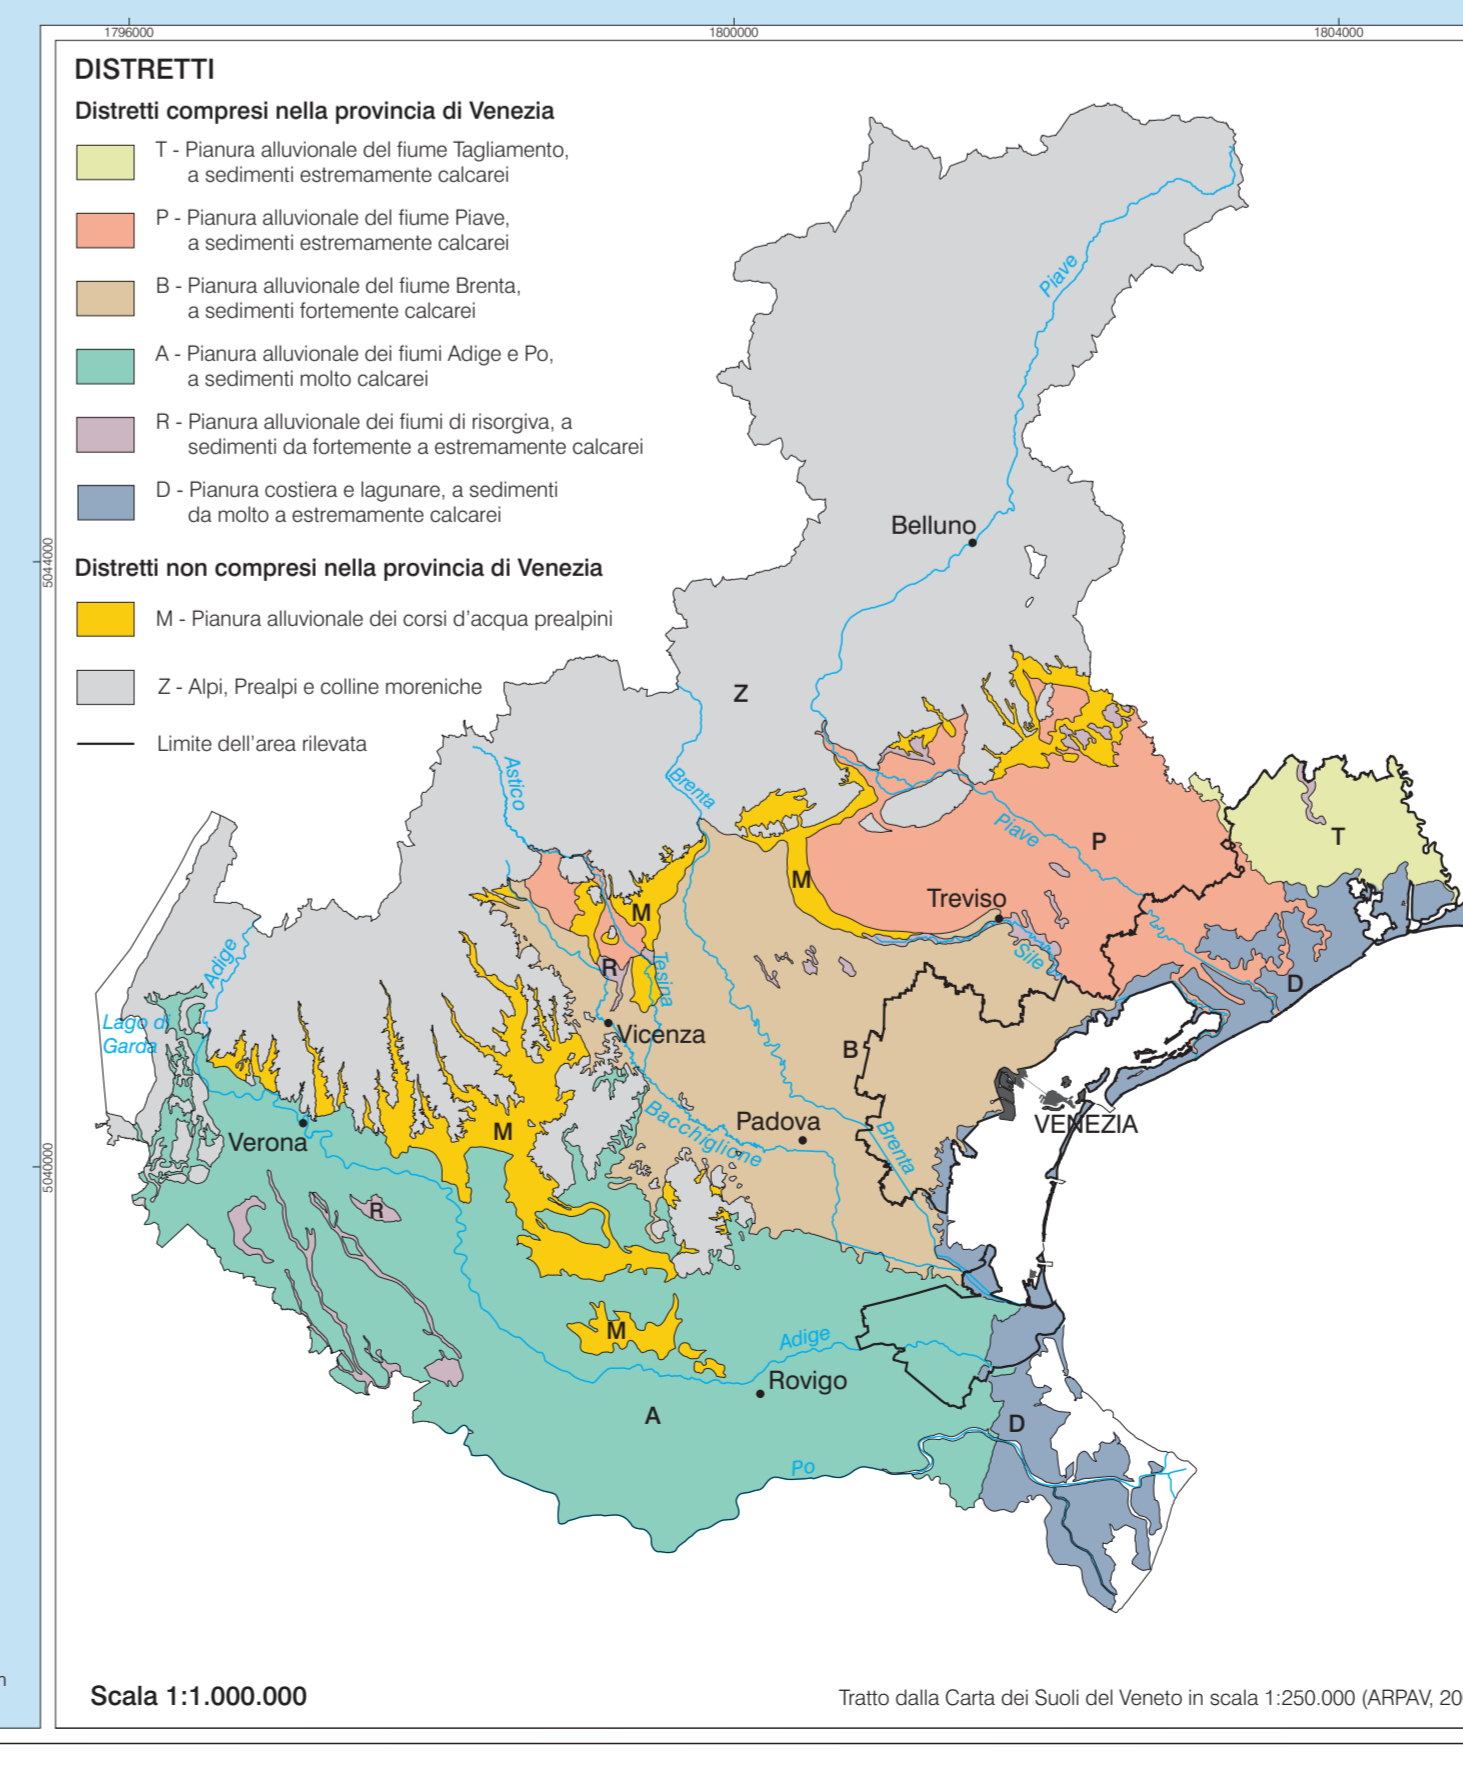 1796000
1800000
1804000
DISTRETTI
Distretti compresi nella provincia di Venezia
T - Pianura alluvionale del fiume Tagliamento,
a sedimenti estremamente calcarei
P - Pianura alluvionale del fiume Piave,
a sedimenti estremamente calcarei
B - Pianura alluvionale del fiume Brenta,
a sedimenti fortemente calcarei
A - Pianura alluvionale dei fiumi Adige e Po,
a sedimenti molto calcarei
R - Pianura alluvionale dei fiumi di risorgiva, a
sedimenti da fortemente a estremamente calcarei
D - Pianura costiera e lagunare, a sedimenti
da molto a estremamente calcarei
Distretti non compresi nella provincia di Venezia
M - Pianura alluvionale dei corsi d'acqua prealpini
Z - Alpi, Prealpi e colline moreniche
Limite dell'area rilevata
5044000
5040000
Piave
Belluno
Z
Astico
Brenta
Piave
P
T
M
Treviso
M
Sile
R
Tesina
D
Adige
Lago di
Garda
Vicenza
B
Bacchiglione
Padova
VENEZIA
Verona
M
Brenta
R
M
Adige
Rovigo
A
D
Po
Scala 1:1.000.000
Tratto dalla Carta dei Suoli del Veneto in scala 1:250.000 (ARPAV, 20